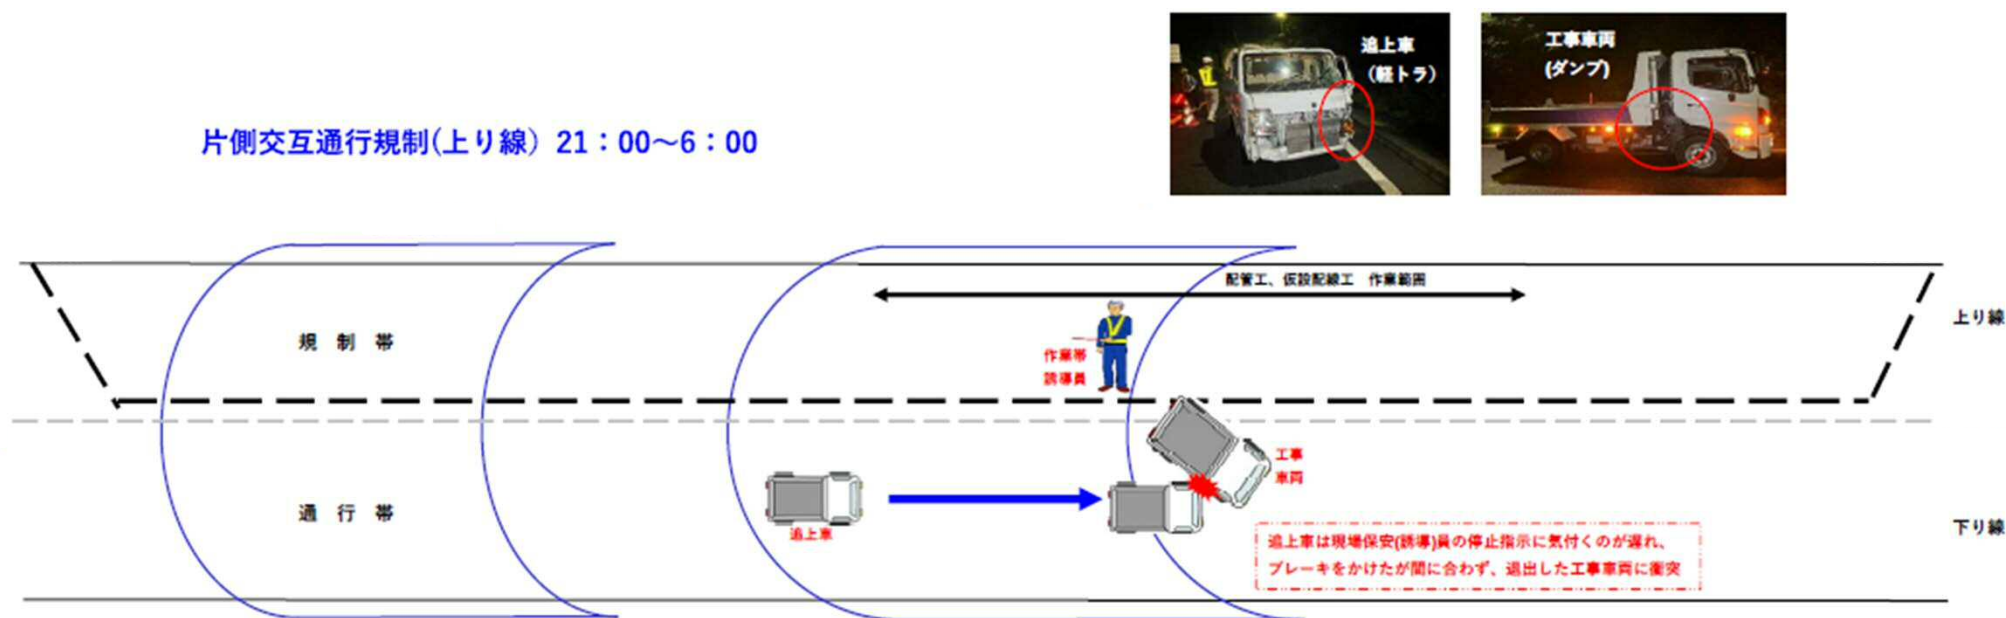 追上車
(軽トラ)
工事車両
(ダンプ)
片側交互通行規制(上り線) 21:00～6:00
配管工、仮設配線工 作業範囲
上り線
規 制 帯
作業帯
誘導員
工事
車両
通 行 帯
追上車
下り線
追上車は現場保安(誘導)員の停止指示に気付くのが遅れ、
ブレーキをかけたが間に合わず、退出した工事車両に衝突